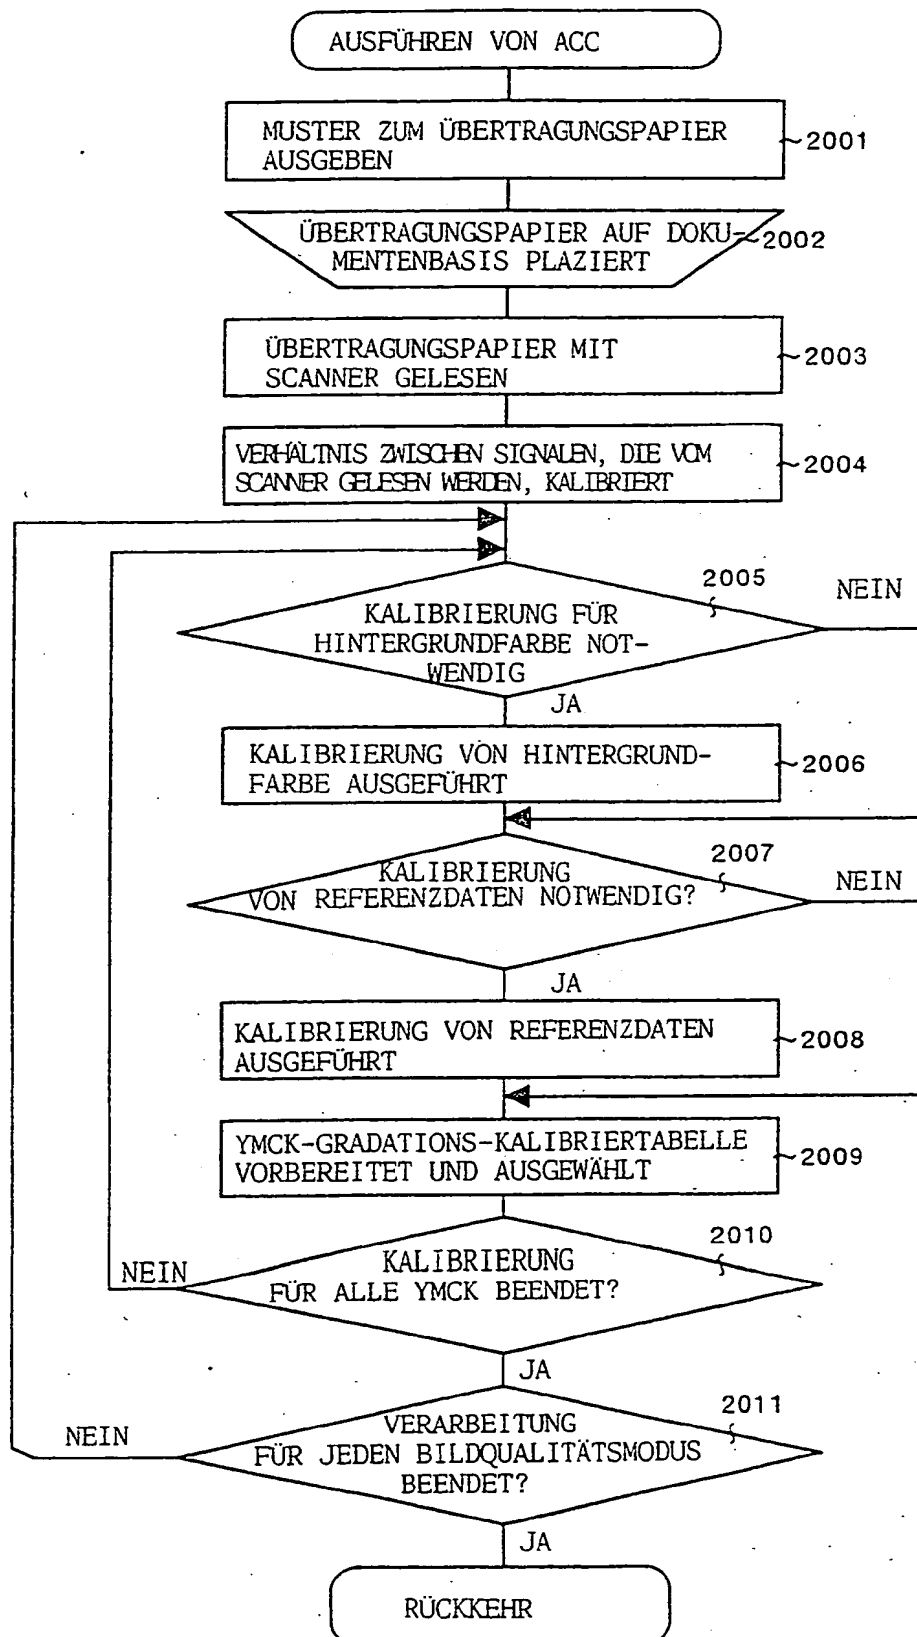 AUSFÜHREN VON ACC
MUSTER ZUM ÜBERTRAGUNGSPAPIER
AUSGEBEN
2001
ÜBERTRAGUNGSPAPIER AUF DOKU-
MENTENBASIS PLAZIERT
2002
ÜBERTRAGUNGSPAPIER MIT
SCANNER GELESEN
2003
VERHÄLTNIS ZWISCHEN SIGNALEN, DIE VOM
SCANNER GELESEN WERDEN, KALIBRIERT
2004
2005
NEIN
KALIBRIERUNG FÜR
HINTERGRUNDFARBE NOT-
WENDIG
JA
KALIBRIERUNG VON HINTERGRUND-
FARBE AUSGEFÜHRT
2006
2007
KALIBRIERUNG
VON REFERENZDATEN NOTWENDIG?
NEIN
JA
KALIBRIERUNG VON REFERENZDATEN
AUSGEFÜHRT
2008
YMCK-GRADATIONS-KALIBRIERTABELLE
VORBEREITET UND AUSGEWÄHLT
2009
2010
KALIBRIERUNG
FÜR ALLE YMCK BEENDET?
NEIN
JA
2011
VERARBEITUNG
FÜR JEDEN BILDQUALITÄTSMODUS
BEENDET?
NEIN
JA
RÜCKKEHR